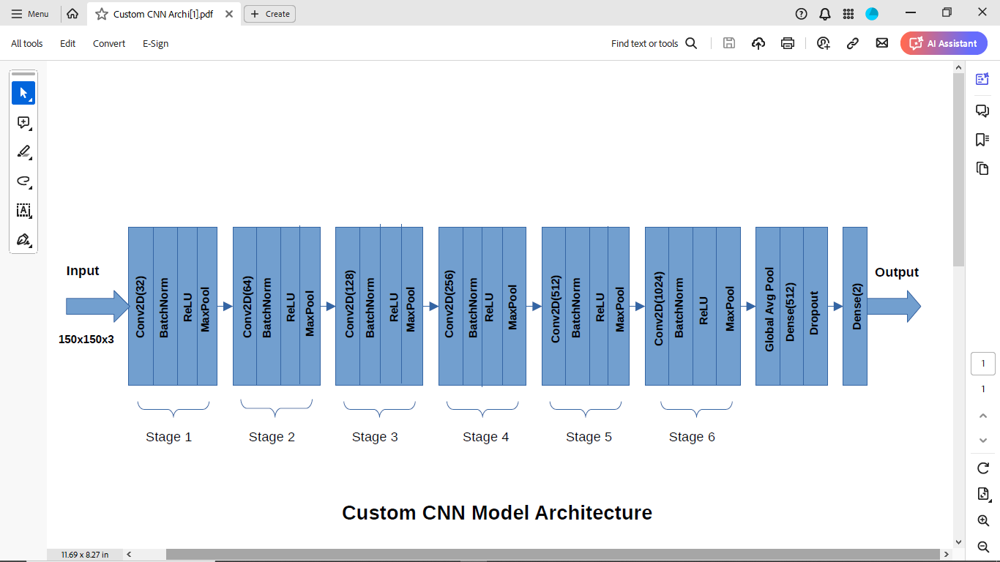 Menu
Custom CNN Archi[1].pdf
Create
All tools
Edit
Convert
E-Sign
Find text or tools
AI Assistant
Input
150x150x3
Conv2D(32)
BatchNorm
ReLU
MaxPool
Conv2D(64)
BatchNorm
ReLU
MaxPool
Conv2D(128)
BatchNorm
ReLU
MaxPool
Conv2D(256)
BatchNorm
ReLU
MaxPool
Conv2D(512)
BatchNorm
ReLU
MaxPool
Conv2D(1024)
BatchNorm
ReLU
MaxPool
Global Avg Pool
Dense(512)
Dropout
Dense(2)
Output
Stage 1
Stage 2
Stage 3
Stage 4
Stage 5
Stage 6
Custom CNN Model Architecture
1
1
11.69 x 8.27 in